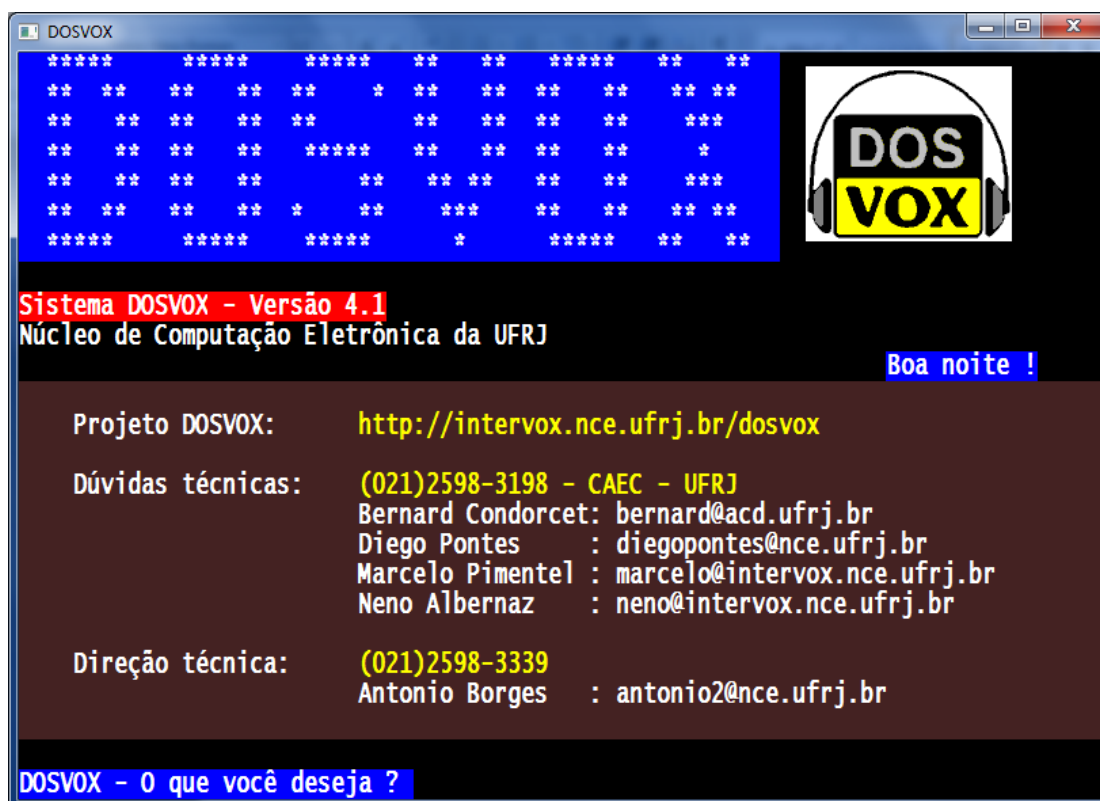 DOSVOX
DOSVOX
DOS
VOX
Sistema DOSVOX - Versão 4.1
Núcleo de Computação Eletrônica da UFRJ
Boa noite !
Projeto DOSVOX: http://intervox.nce.ufrj.br/dosvox
Dúvidas técnicas: (021)2598-3198 - CAEC - UFRJ
Bernard Condorcet: bernard@acd.ufrj.br
Diego Pontes : diegopontes@nce.ufrj.br
Marcelo Pimentel : marcelo@intervox.nce.ufrj.br
Neno Albernaz : neno@intervox.nce.ufrj.br
Direção técnica: (021)2598-3339
Antonio Borges : antonio2@nce.ufrj.br
DOSVOX - O que você deseja ?